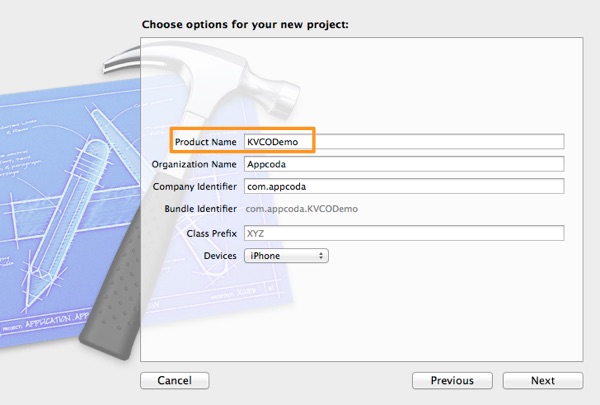 Choose options for your new project:
Product Name KVCODemo
Organization Name Appcoda
Company Identifier com.appcoda
Bundle Identifier com.appcoda.KVCODemo
Class Prefix XYZ
Devices iPhone
PROJECT: APPLICATION.APP
Cancel Previous Next